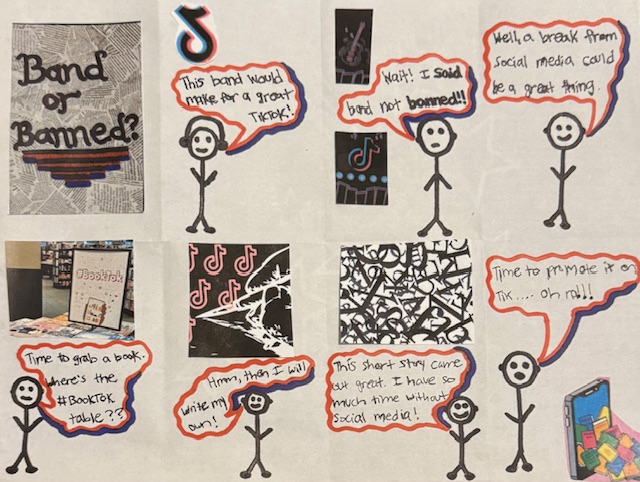 Band
or
Banned?
This band would
make for a great
TikTok!
Wait! I said
band not banned!!
Well, a break from
social media could
be a great thing.
#BookTok
Time to grab a book.
Where's the
#BookTok
table??
Hmm, then I will
write my
own!
This short story came
out great. I have so
much time without
social media!
Time to promote it on
Tik.... oh no!!!